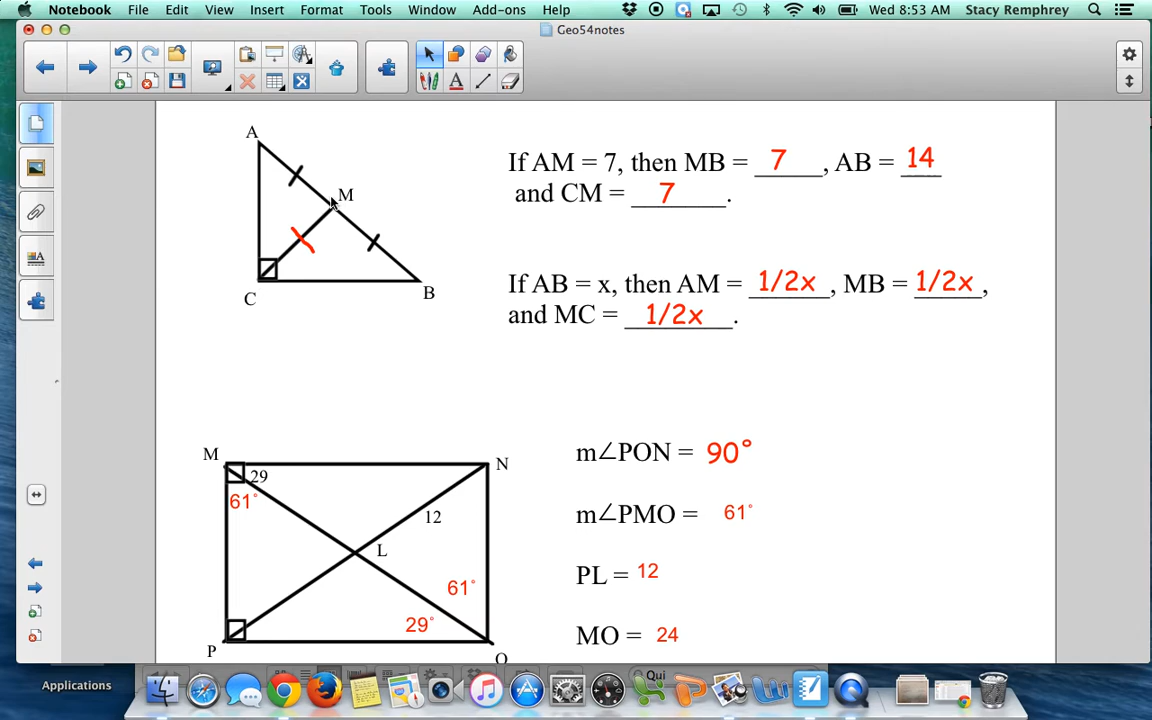 Notebook File Edit View Insert Format Tools Window Add-ons Help Wed 8:53 AM Stacy Remphrey
Geo54notes
A
M
C
B
If AM = 7, then MB = 7, AB = 14
and CM = 7.
If AB = x, then AM = 1/2x, MB = 1/2x,
and MC = 1/2x.
M
N
29
61°
12
L
61°
29°
P
O
m∠PON = 90°
m∠PMO = 61°
PL = 12
MO = 24
Applications
Qui